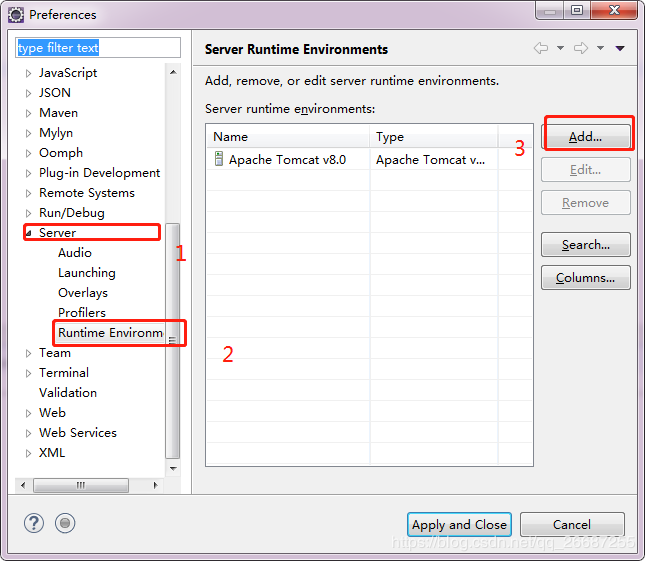 Preferences
type filter text
JavaScript
JSON
Maven
Mylyn
Oomph
Plug-in Development
Remote Systems
Run/Debug
Server
Audio
Launching
Overlays
Profilers
Runtime Environm
Team
Terminal
Validation
Web
Web Services
XML
1
2
Server Runtime Environments
Add, remove, or edit server runtime environments.
Server runtime environments:
Name Type
Apache Tomcat v8.0 Apache Tomcat v...
3
Add...
Edit...
Remove
Search...
Columns...
Apply and Close
Cancel
https://blog.csdn.net/qq_26687255